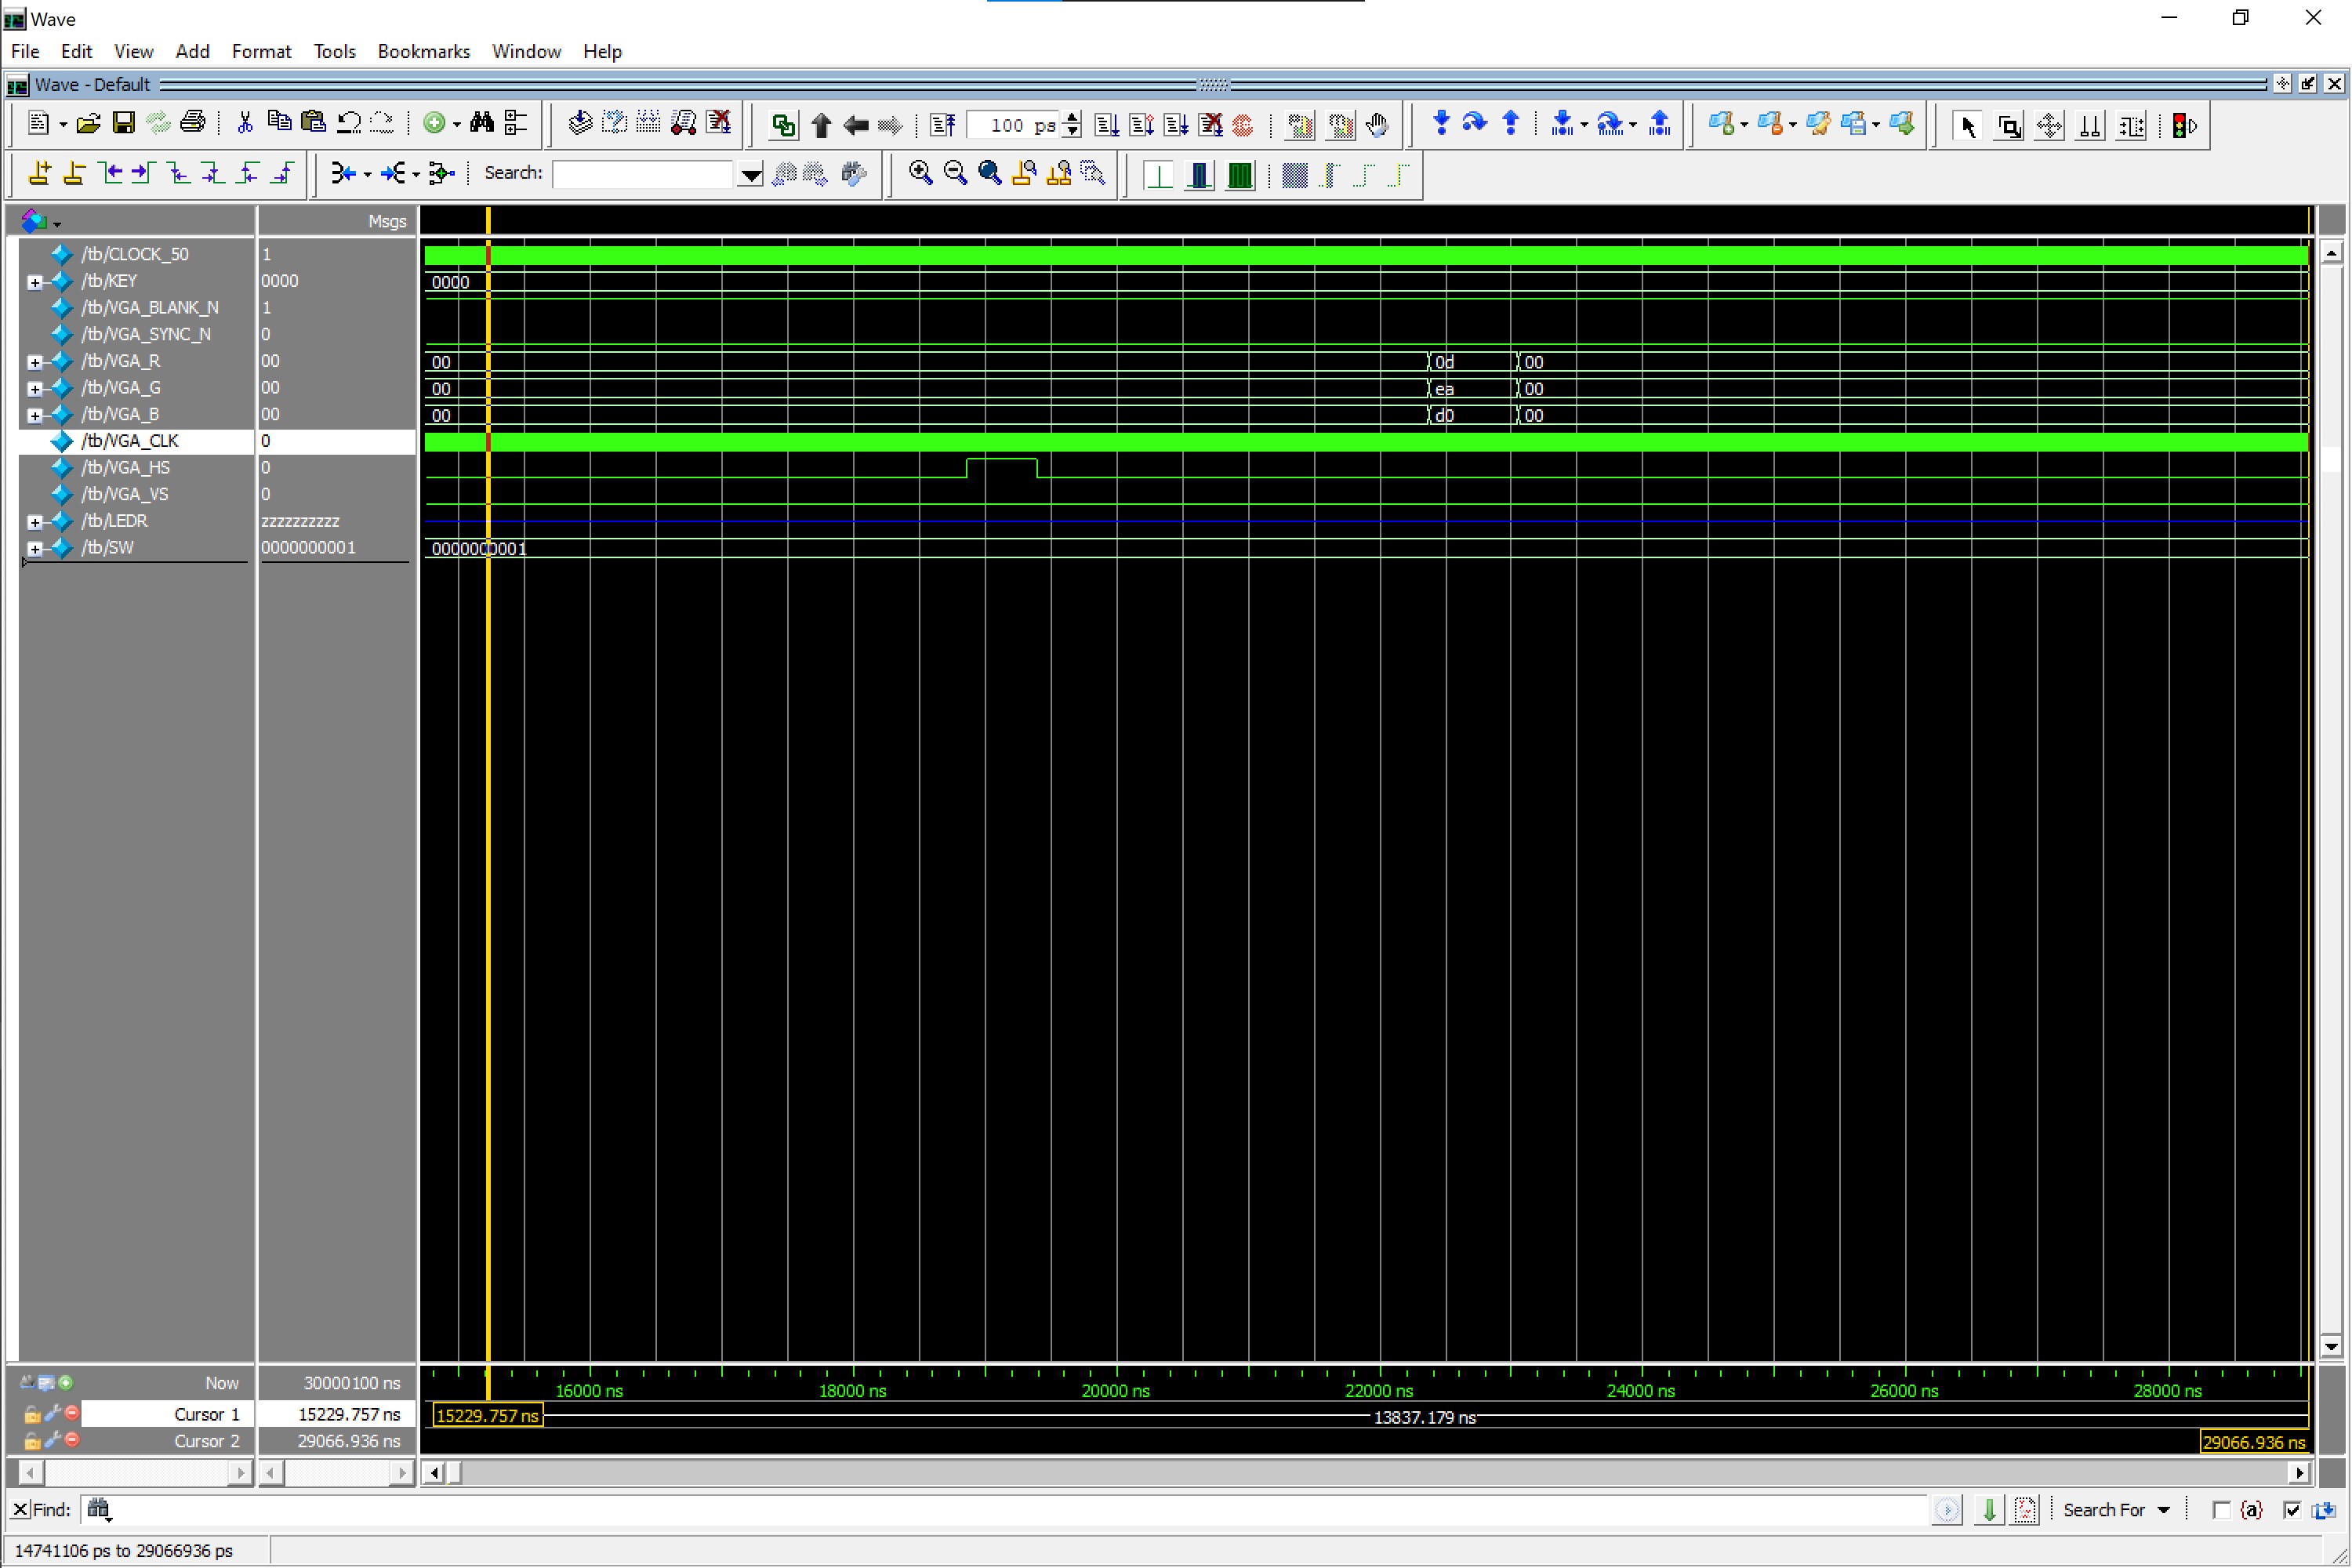 Wave
File Edit View Add Format Tools Bookmarks Window Help
Wave - Default
100 ps
Search:
Msgs
/tb/CLOCK_50 1
/tb/KEY 0000 0000
/tb/VGA_BLANK_N 1
/tb/VGA_SYNC_N 0
/tb/VGA_R 00 00 0d 00
/tb/VGA_G 00 00 ea 00
/tb/VGA_B 00 00 d0 00
/tb/VGA_CLK 0
/tb/VGA_HS 0
/tb/VGA_VS 0
/tb/LEDR zzzzzzzzzz
/tb/SW 0000000001 0000000001
Now 30000100 ns 16000 ns 18000 ns 20000 ns 22000 ns 24000 ns 26000 ns 28000 ns
Cursor 1 15229.757 ns 15229.757 ns 13837.179 ns
Cursor 2 29066.936 ns 29066.936 ns
Find: Search For {a}
14741106 ps to 29066936 ps